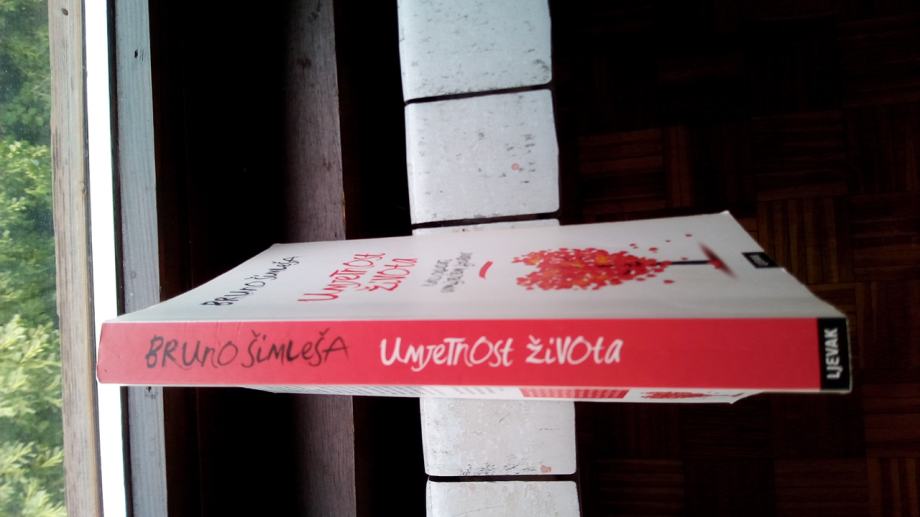 BRUNO ŠIMLEŠA
UMJETNOST ŽIVOTA
LJEVAK
BRUNO ŠIMLEŠA
UMJETNOST
ŽIVOTA